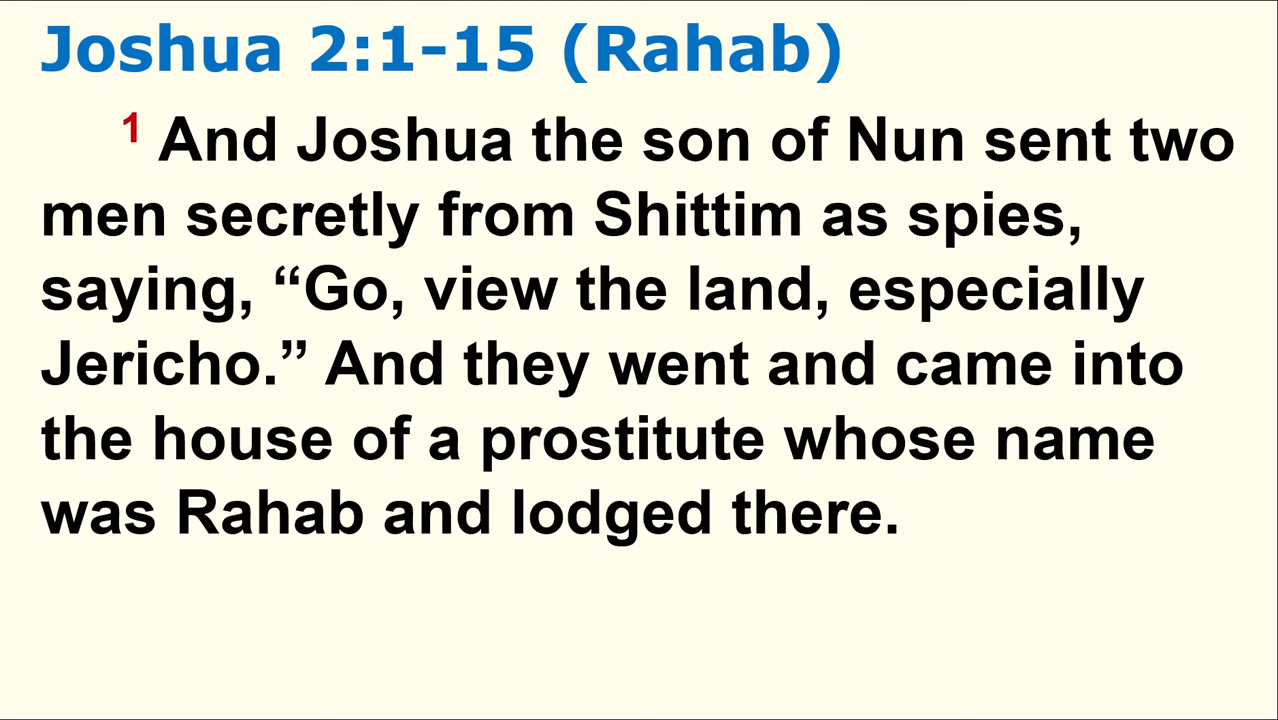 Joshua 2:1-15 (Rahab)
1 And Joshua the son of Nun sent two
men secretly from Shittim as spies,
saying, “Go, view the land, especially
Jericho.” And they went and came into
the house of a prostitute whose name
was Rahab and lodged there.